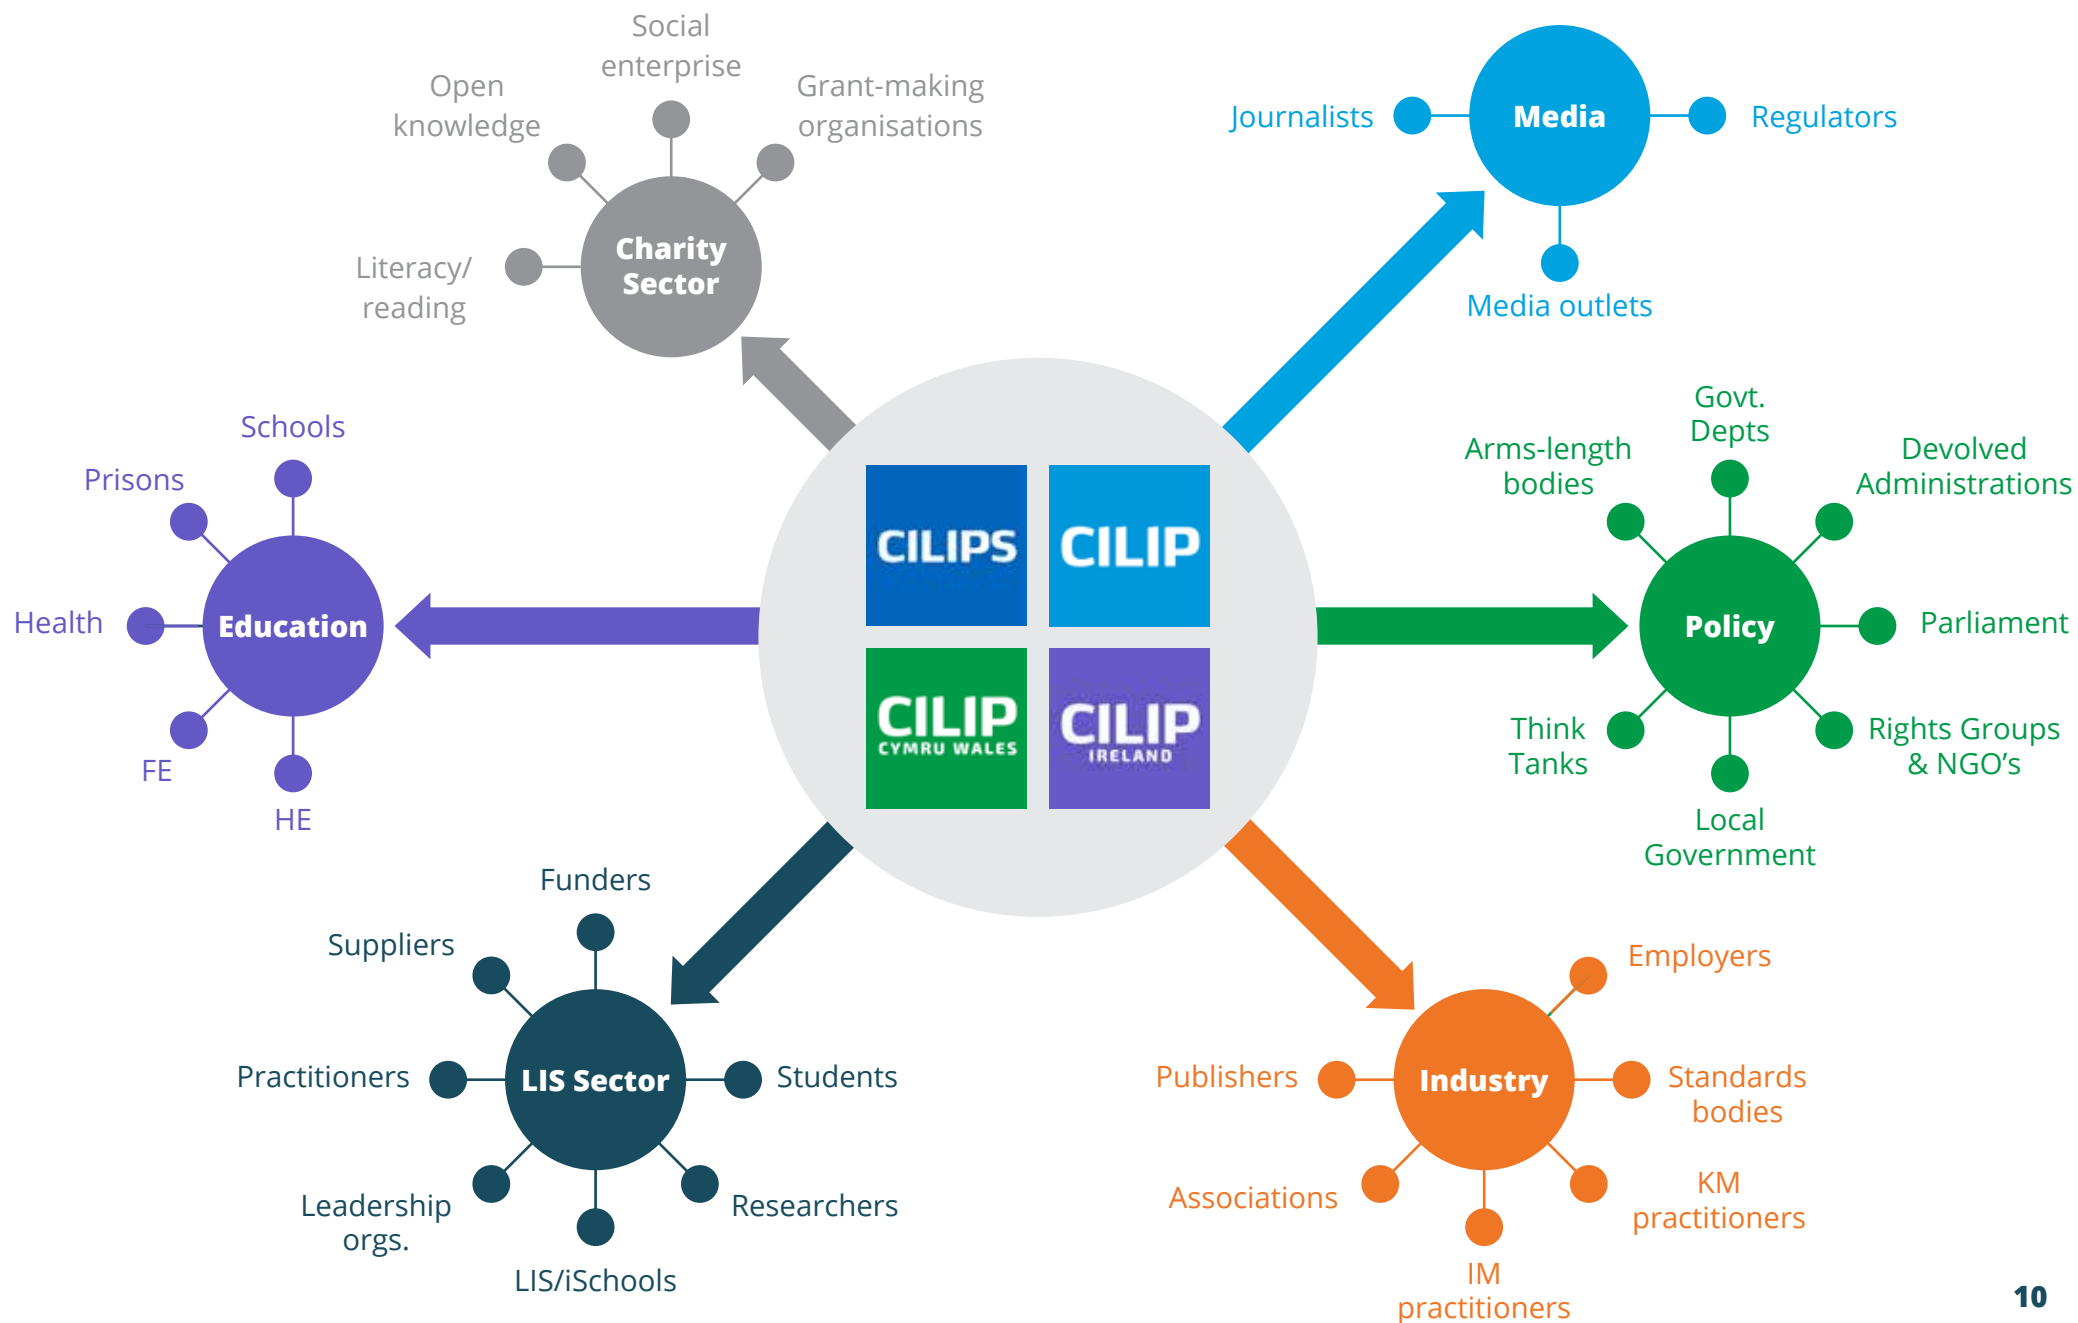 Social
enterprise
Open
knowledge
Grant-making
organisations
Literacy/
reading
Charity
Sector
Journalists
Media
Regulators
Media outlets
Schools
Prisons
Health
Education
FE
HE
CILIPS
CILIP
CILIP
CYMRU WALES
CILIP
IRELAND
Govt.
Depts
Arms-length
bodies
Devolved
Administrations
Policy
Parliament
Think
Tanks
Rights Groups
& NGO’s
Local
Government
Funders
Suppliers
Practitioners
LIS Sector
Students
Leadership
orgs.
Researchers
LIS/iSchools
Employers
Publishers
Industry
Standards
bodies
Associations
KM
practitioners
IM
practitioners
10